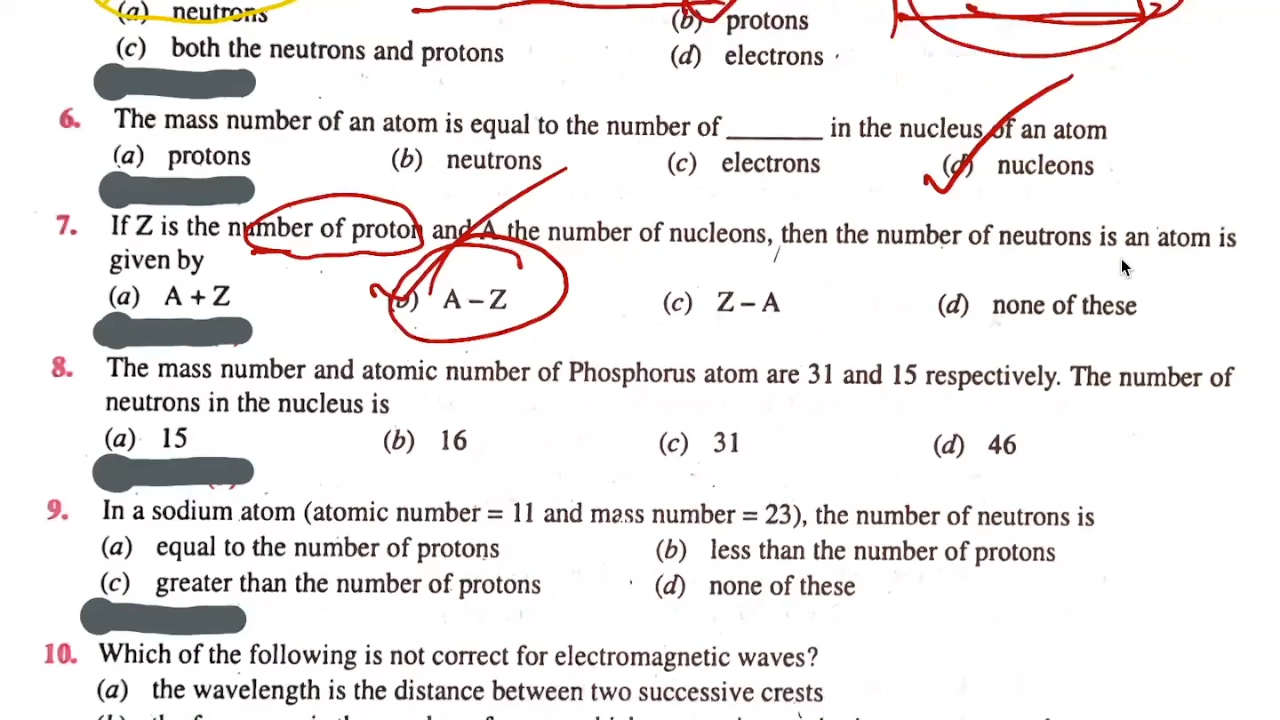 (a) neutrons (b) protons
(c) both the neutrons and protons (d) electrons
6. The mass number of an atom is equal to the number of ______ in the nucleus of an atom
(a) protons (b) neutrons (c) electrons (d) nucleons
7. If Z is the number of proton and A the number of nucleons, then the number of neutrons is an atom is
given by
(a) A + Z (b) A – Z (c) Z – A (d) none of these
8. The mass number and atomic number of Phosphorus atom are 31 and 15 respectively. The number of
neutrons in the nucleus is
(a) 15 (b) 16 (c) 31 (d) 46
9. In a sodium atom (atomic number = 11 and mass number = 23), the number of neutrons is
(a) equal to the number of protons (b) less than the number of protons
(c) greater than the number of protons (d) none of these
10. Which of the following is not correct for electromagnetic waves?
(a) the wavelength is the distance between two successive crests